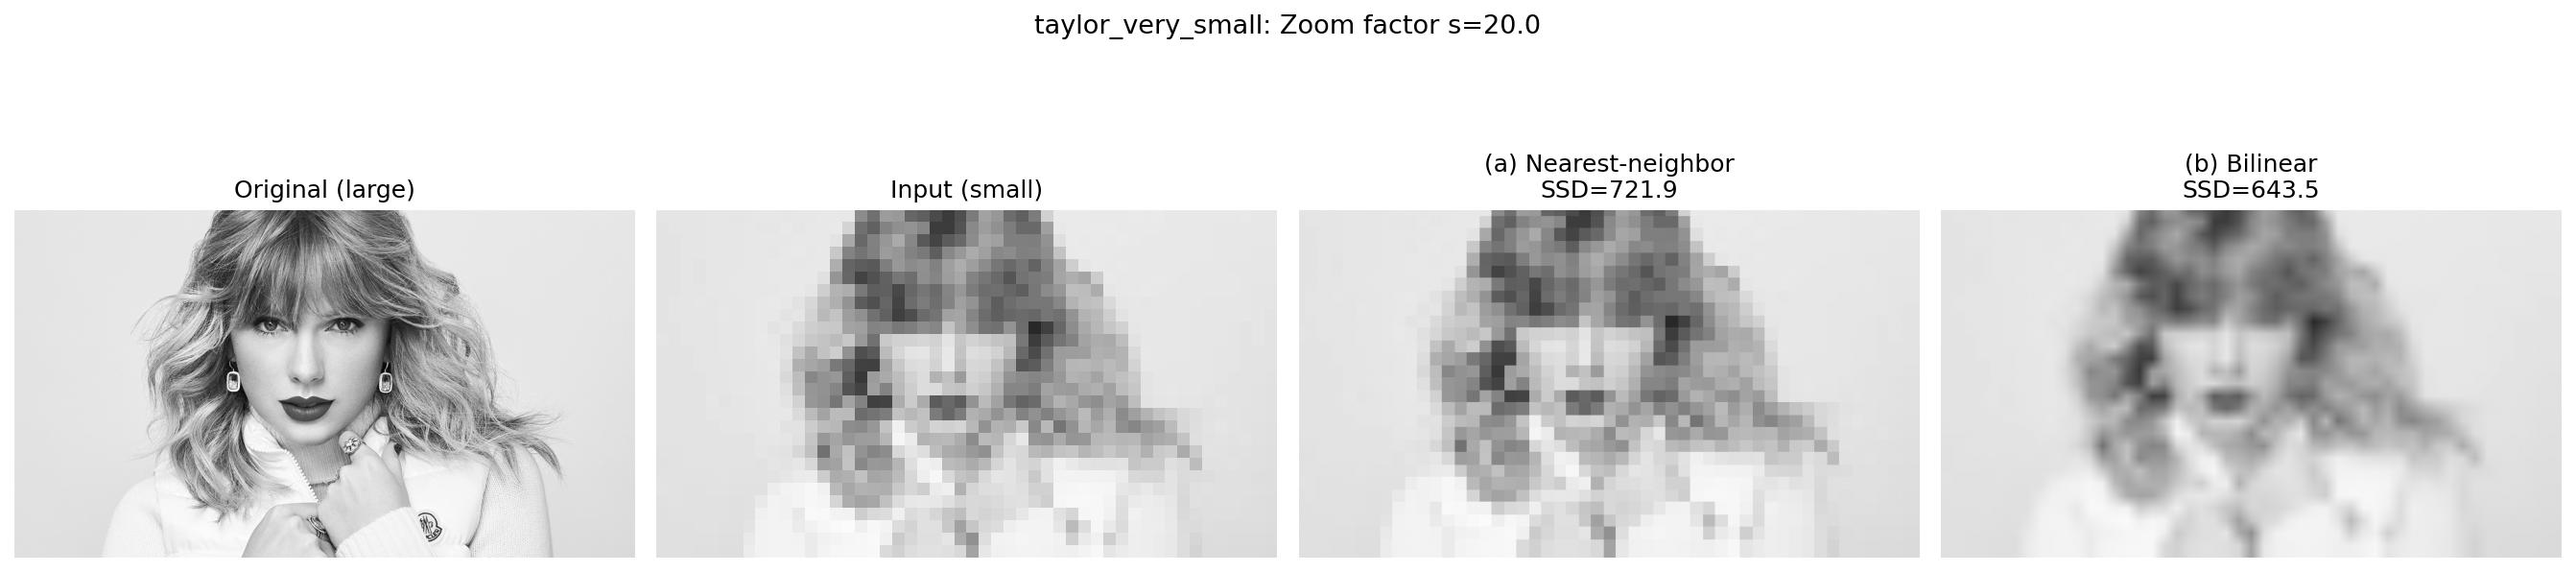 taylor_very_small: Zoom factor s=20.0
Original (large)
Input (small)
(a) Nearest-neighbor
SSD=721.9
(b) Bilinear
SSD=643.5